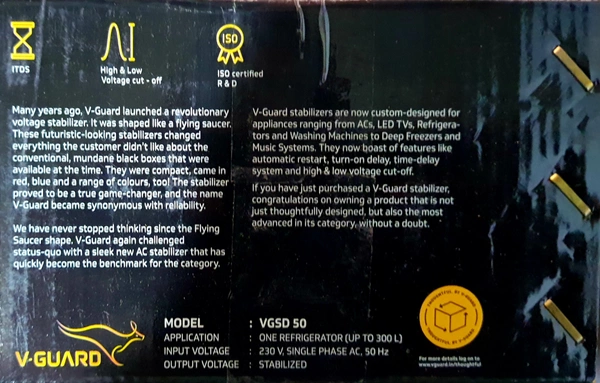 ITDS
High & Low
Voltage cut - off
ISO
ISO certified
R & D
Many years ago, V-Guard launched a revolutionary
voltage stabilizer. It was shaped like a flying saucer.
These futuristic-looking stabilizers changed
everything the customer didn't like about the
conventional, mundane black boxes that were
available at the time. They were compact, came in
red, blue and a range of colours, too! The stabilizer
proved to be a true game-changer, and the name
V-Guard became synonymous with reliability.
We have never stopped thinking since the Flying
Saucer shape. V-Guard again challenged
status-quo with a sleek new AC stabilizer that has
quickly become the benchmark for the category.
V-Guard stabilizers are now custom-designed for
appliances ranging from ACs, LED TVs, Refrigera-
tors and Washing Machines to Deep Freezers and
Music Systems. They now boast of features like
automatic restart, turn-on delay, time-delay
system and high & low voltage cut-off.
If you have just purchased a V-Guard stabilizer,
congratulations on owning a product that is not
just thoughtfully designed, but also the most
advanced in its category, without a doubt.
V-GUARD
MODEL : VGSD 50
APPLICATION : ONE REFRIGERATOR (UP TO 300 L)
INPUT VOLTAGE : 230 V, SINGLE PHASE AC, 50 Hz
OUTPUT VOLTAGE : STABILIZED
For more details log on to
www.vguard.in/thoughtful